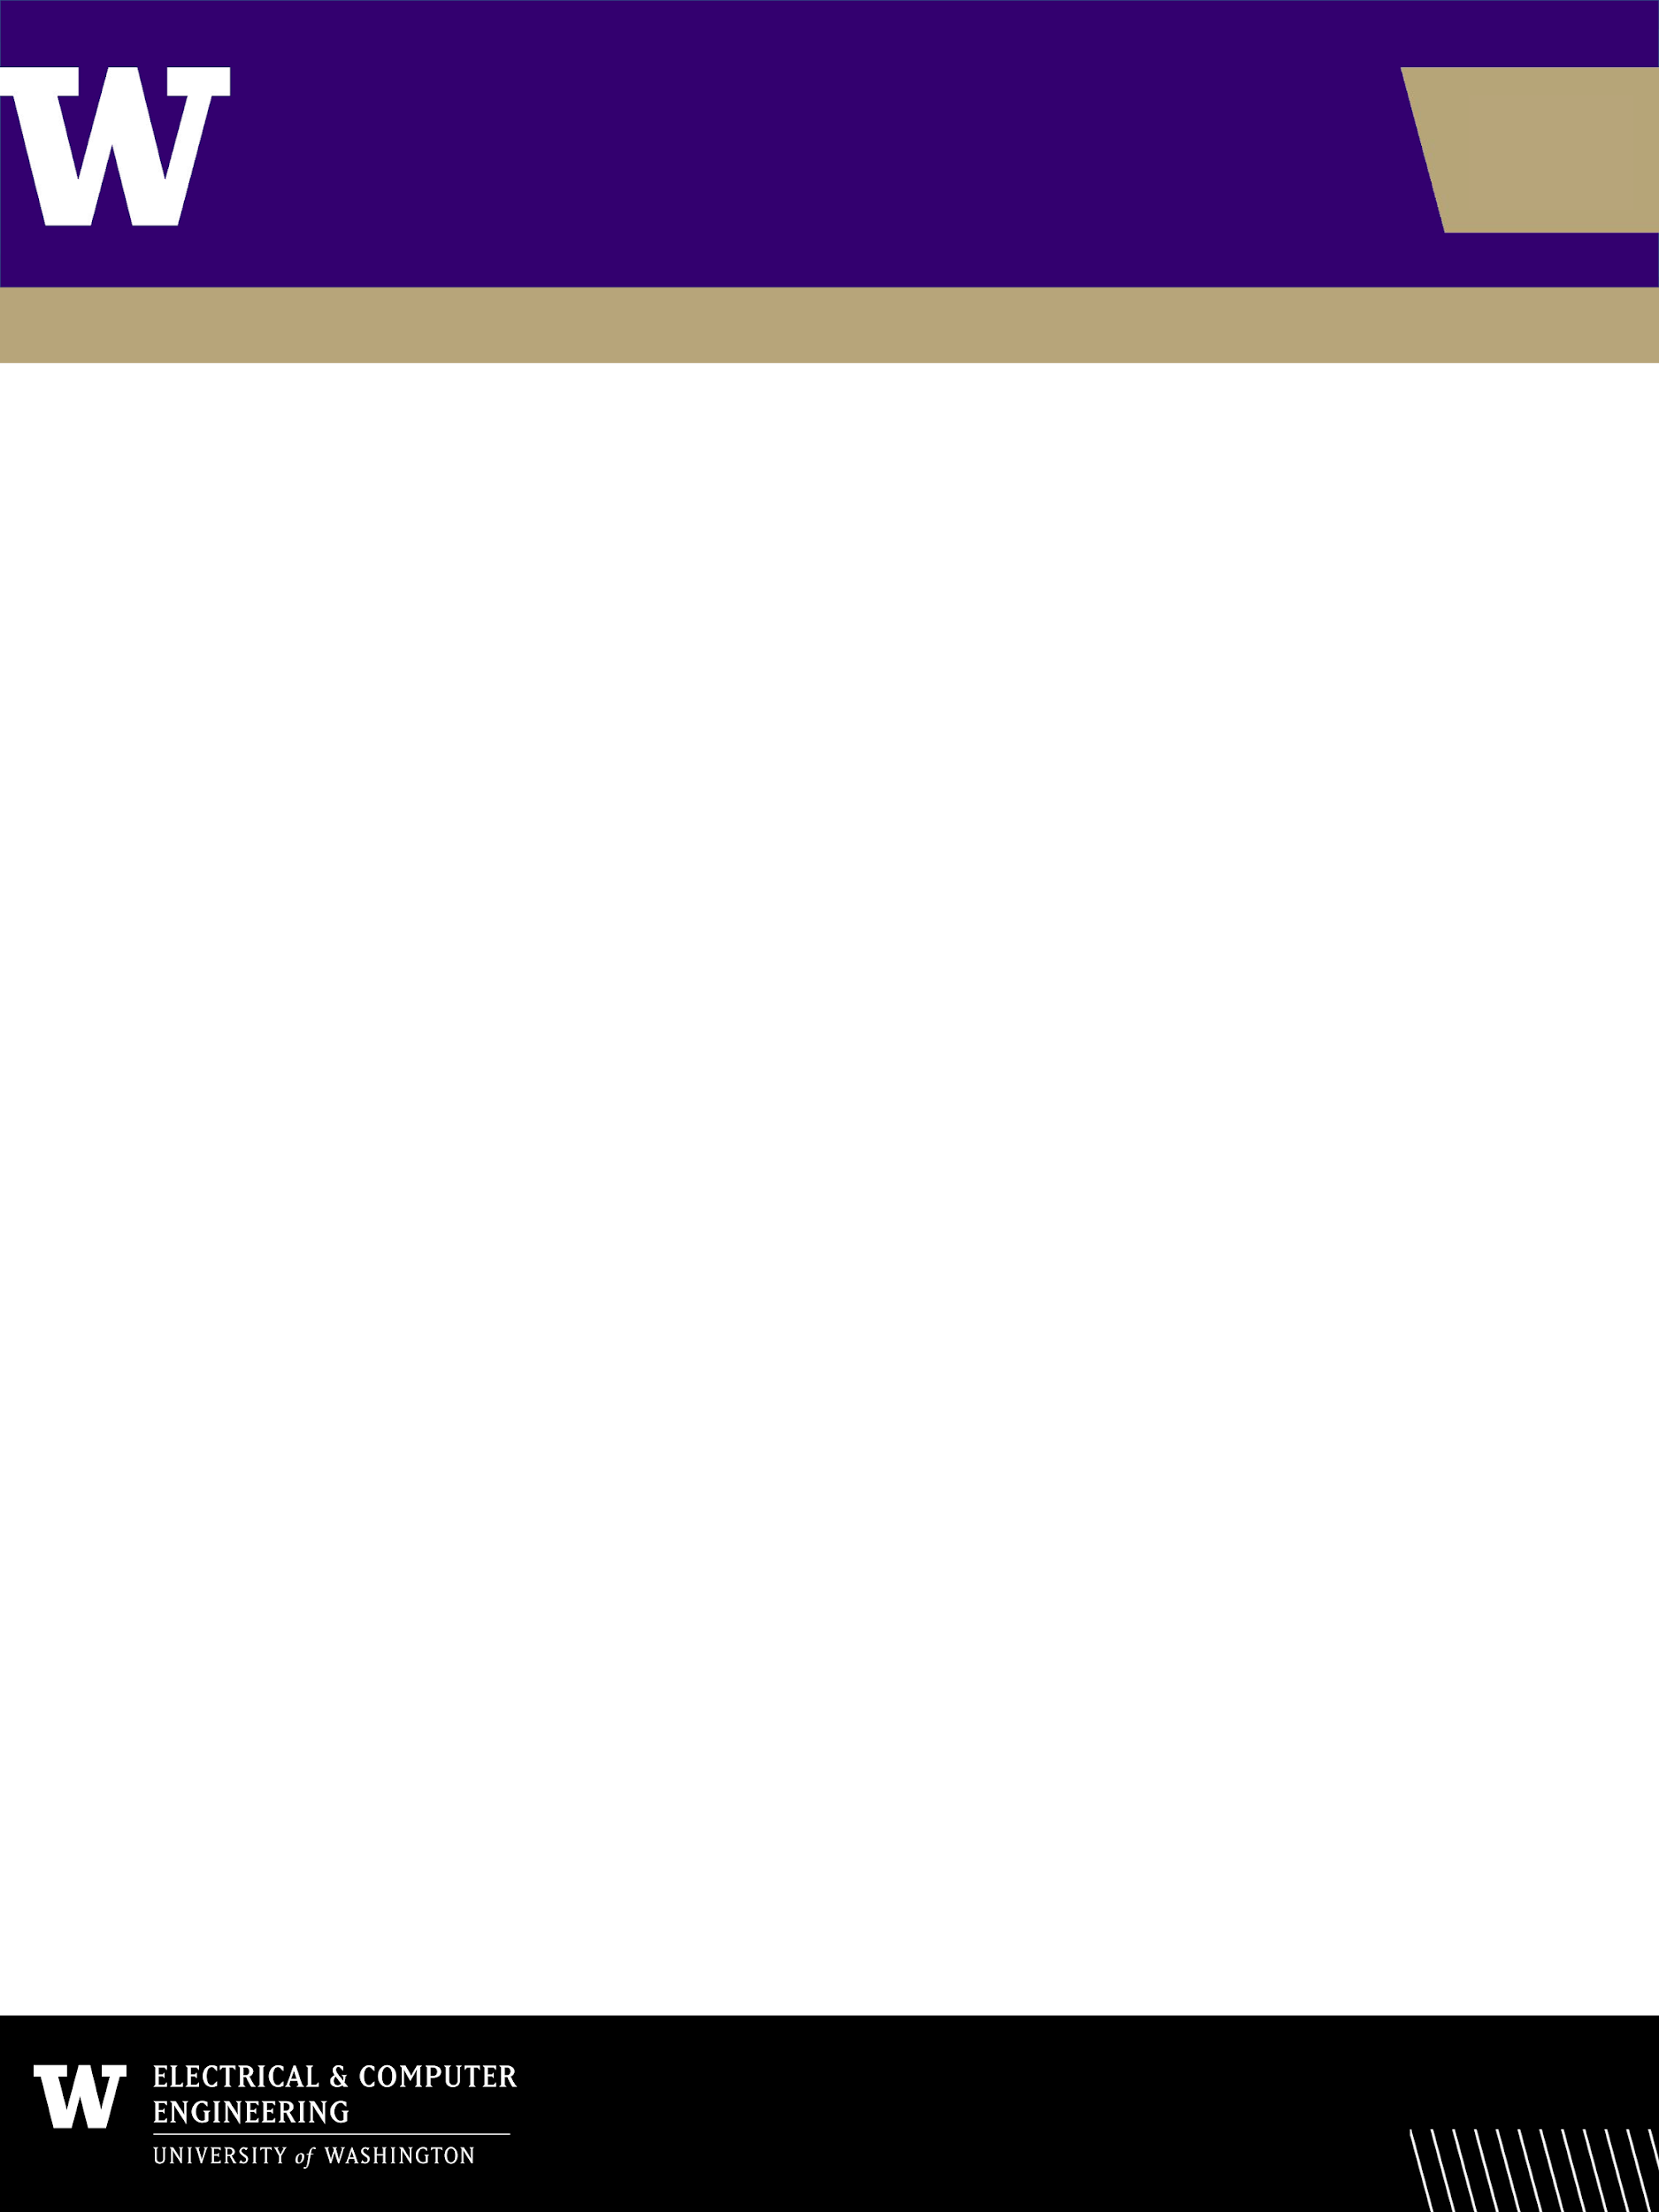 W
W
ELECTRICAL & COMPUTER
ENGINEERING
UNIVERSITY of WASHINGTON